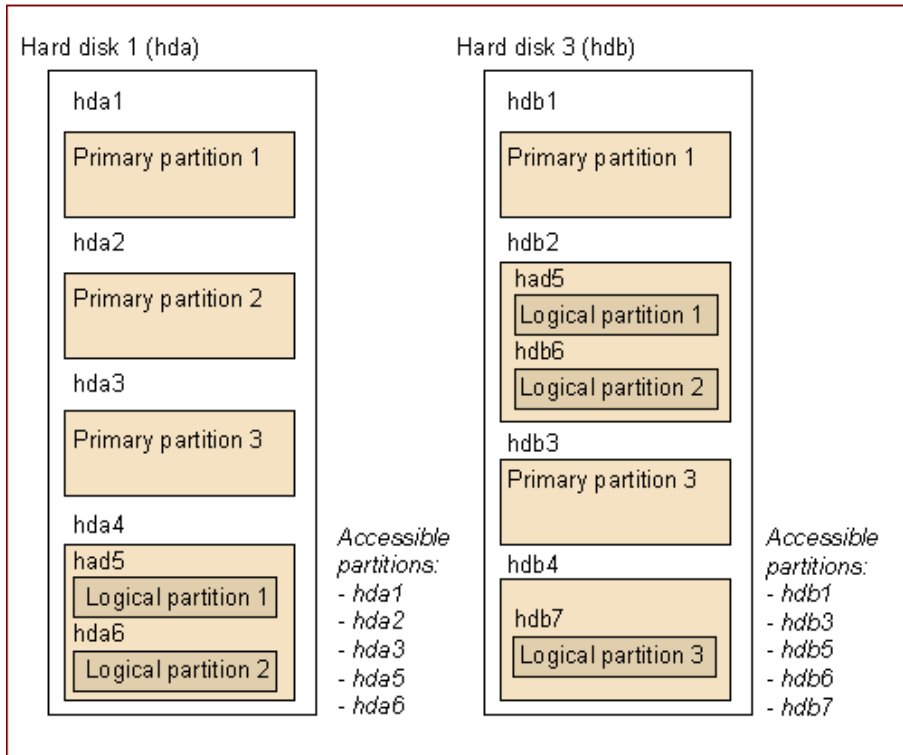 Hard disk 1 (hda)
hda1
Primary partition 1
hda2
Primary partition 2
hda3
Primary partition 3
hda4
had5
Logical partition 1
hda6
Logical partition 2
Accessible
partitions:
- hda1
- hda2
- hda3
- hda5
- hda6
Hard disk 3 (hdb)
hdb1
Primary partition 1
hdb2
had5
Logical partition 1
hdb6
Logical partition 2
hdb3
Primary partition 3
hdb4
hdb7
Logical partition 3
Accessible
partitions:
- hdb1
- hdb3
- hdb5
- hdb6
- hdb7